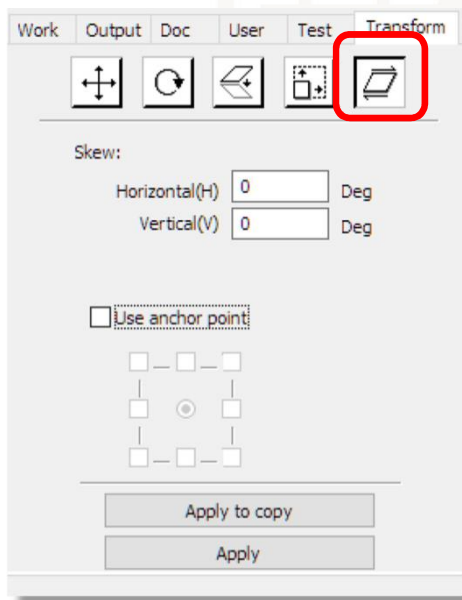 Work Output Doc User Test Transform
Skew:
Horizontal(H) 0 Deg
Vertical(V) 0 Deg
Use anchor point
Apply to copy
Apply